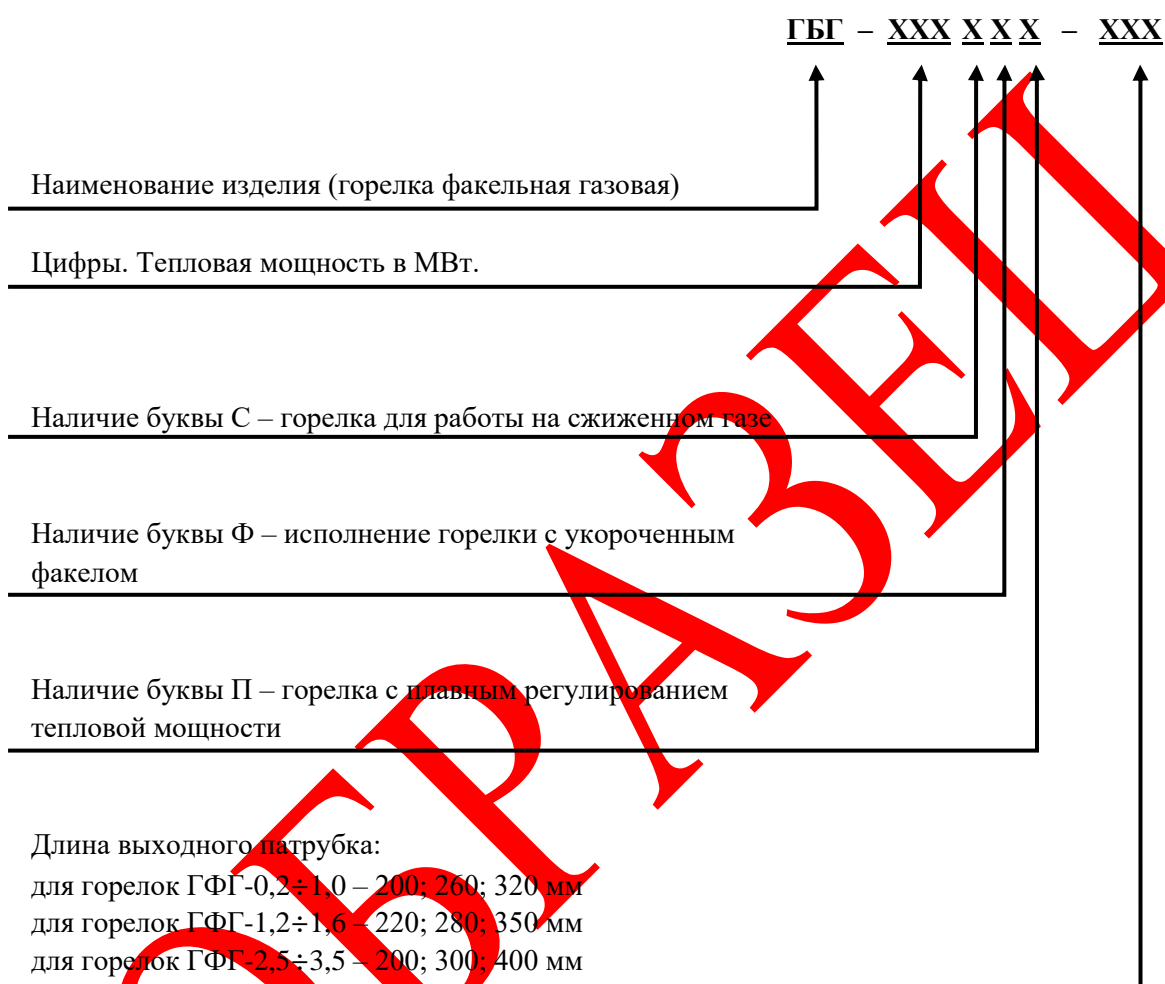 ГБГ – ХХХ Х Х Х – ХХХ
Наименование изделия (горелка факельная газовая)
Цифры. Тепловая мощность в МВт.
Наличие буквы С – горелка для работы на сжиженном газе
Наличие буквы Ф – исполнение горелки с укороченным
факелом
Наличие буквы П – горелка с плавным регулированием
тепловой мощности
Длина выходного патрубка:
для горелок ГФГ-0,2÷1,0 – 200; 260; 320 мм
для горелок ГФГ-1,2÷1,6 – 220; 280; 350 мм
для горелок ГФГ-2,5÷3,5 – 200; 300; 400 мм
ОБРАЗЕЦ